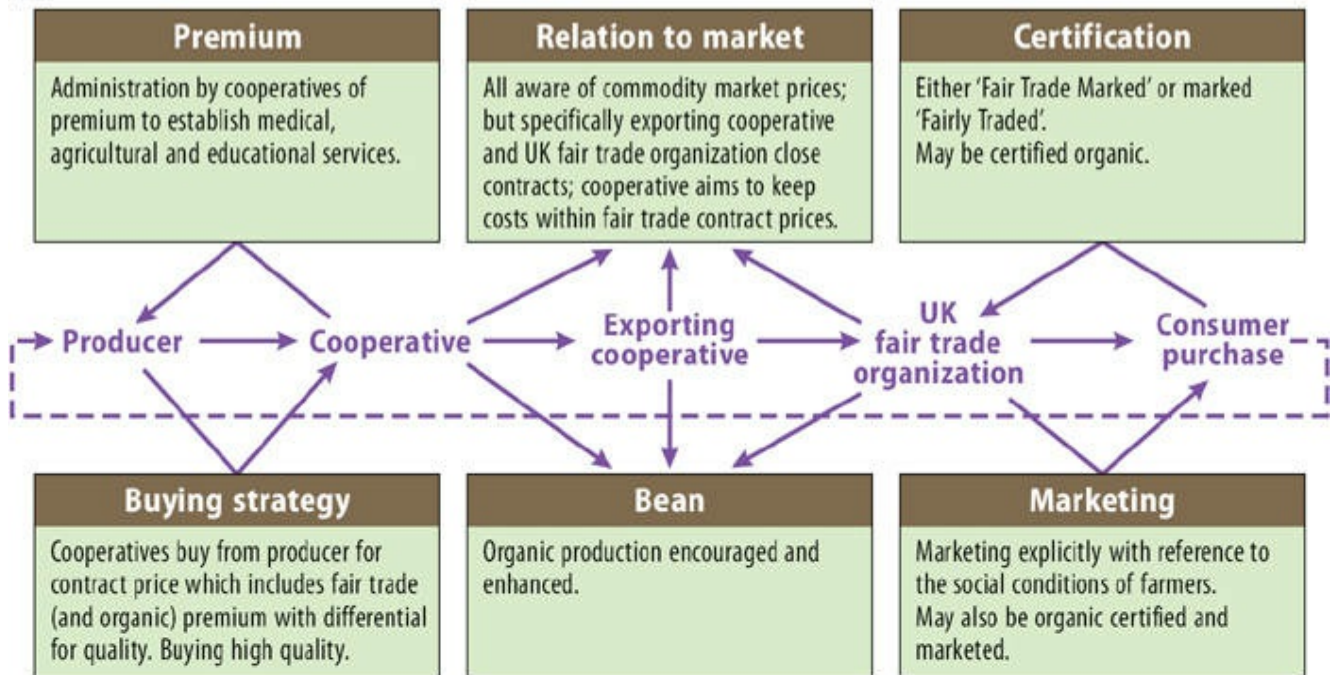 Premium
Administration by cooperatives of
premium to establish medical,
agricultural and educational services.
Relation to market
All aware of commodity market prices;
but specifically exporting cooperative
and UK fair trade organization close
contracts; cooperative aims to keep
costs within fair trade contract prices.
Certification
Either ‘Fair Trade Marked’ or marked
‘Fairly Traded’.
May be certified organic.
Producer
Cooperative
Exporting
cooperative
UK
fair trade
organization
Consumer
purchase
Buying strategy
Cooperatives buy from producer for
contract price which includes fair trade
(and organic) premium with differential
for quality. Buying high quality.
Bean
Organic production encouraged and
enhanced.
Marketing
Marketing explicitly with reference to
the social conditions of farmers.
May also be organic certified and
marketed.